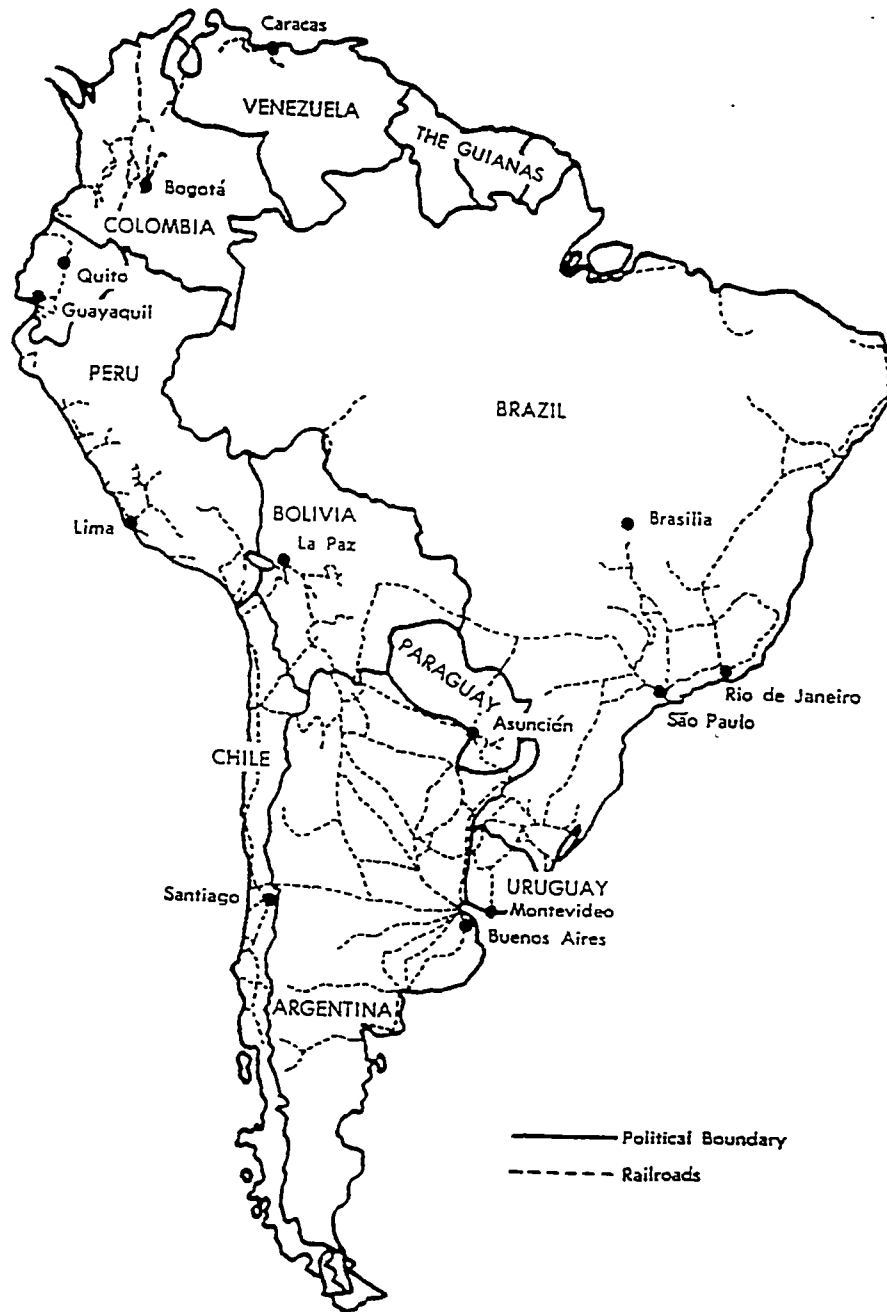 Caracas
VENEZUELA
THE GUIANAS
Bogotá
COLOMBIA
Quito
Guayaquil
PERU
BRAZIL
Lima
BOLIVIA
La Paz
Brasilia
PARAGUAY
Rio de Janeiro
São Paulo
Asunción
CHILE
Santiago
URUGUAY
Montevideo
Buenos Aires
ARGENTINA
Political Boundary
Railroads